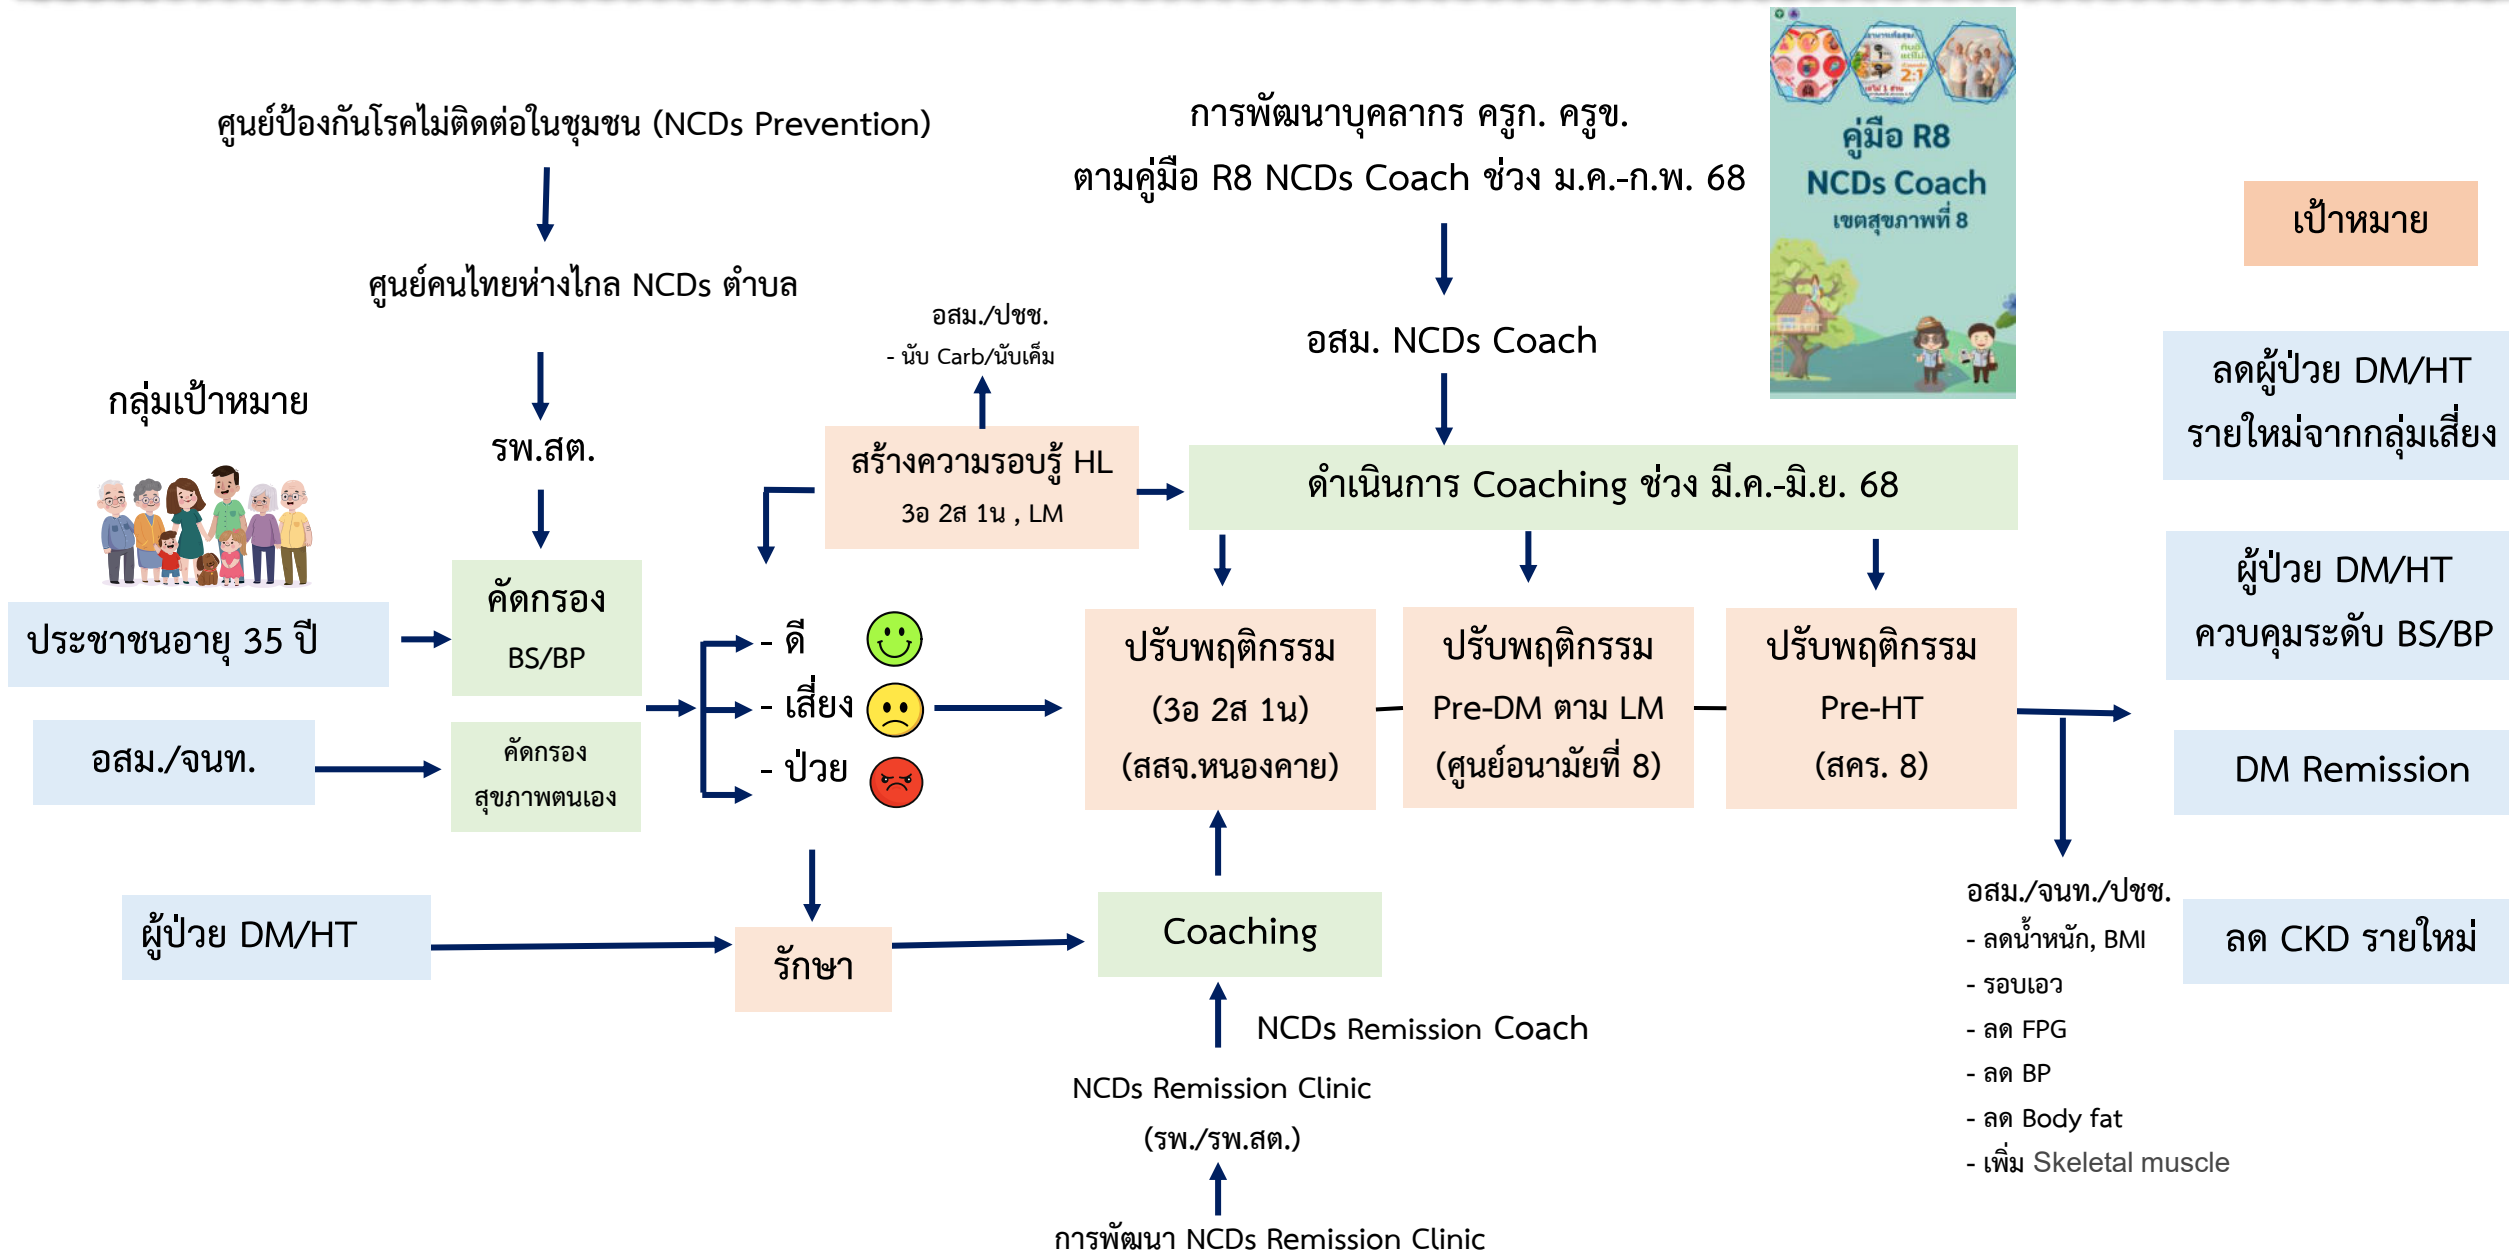 ศูนย์ป้องกันโรคไม่ติดต่อในชุมชน (NCDs Prevention)
ศูนย์คนไทยห่างไกล NCDs ตำบล
รพ.สต.
กลุ่มเป้าหมาย
ประชาชนอายุ 35 ปี
อสม./จนท.
ผู้ป่วย DM/HT
คัดกรอง
BS/BP
คัดกรอง
สุขภาพตนเอง
- ดี
- เสี่ยง
- ป่วย
รักษา
อสม./ปชช.
- นับ Carb/นับเค็ม
สร้างความรอบรู้ HL
3อ 2ส 1น , LM
การพัฒนาบุคลากร ครูก. ครูข.
ตามคู่มือ R8 NCDs Coach ช่วง ม.ค.-ก.พ. 68
อสม. NCDs Coach
ดำเนินการ Coaching ช่วง มี.ค.-มิ.ย. 68
2:1
คู่มือ R8
NCDs Coach
เขตสุขภาพที่ 8
ปรับพฤติกรรม
(3อ 2ส 1น)
(สสจ.หนองคาย)
ปรับพฤติกรรม
Pre-DM ตาม LM
(ศูนย์อนามัยที่ 8)
ปรับพฤติกรรม
Pre-HT
(สคร. 8)
Coaching
NCDs Remission Coach
NCDs Remission Clinic
(รพ./รพ.สต.)
การพัฒนา NCDs Remission Clinic
อสม./จนท./ปชช.
- ลดน้ำหนัก, BMI
- รอบเอว
- ลด FPG
- ลด BP
- ลด Body fat
- เพิ่ม Skeletal muscle
เป้าหมาย
ลดผู้ป่วย DM/HT
รายใหม่จากกลุ่มเสี่ยง
ผู้ป่วย DM/HT
ควบคุมระดับ BS/BP
DM Remission
ลด CKD รายใหม่